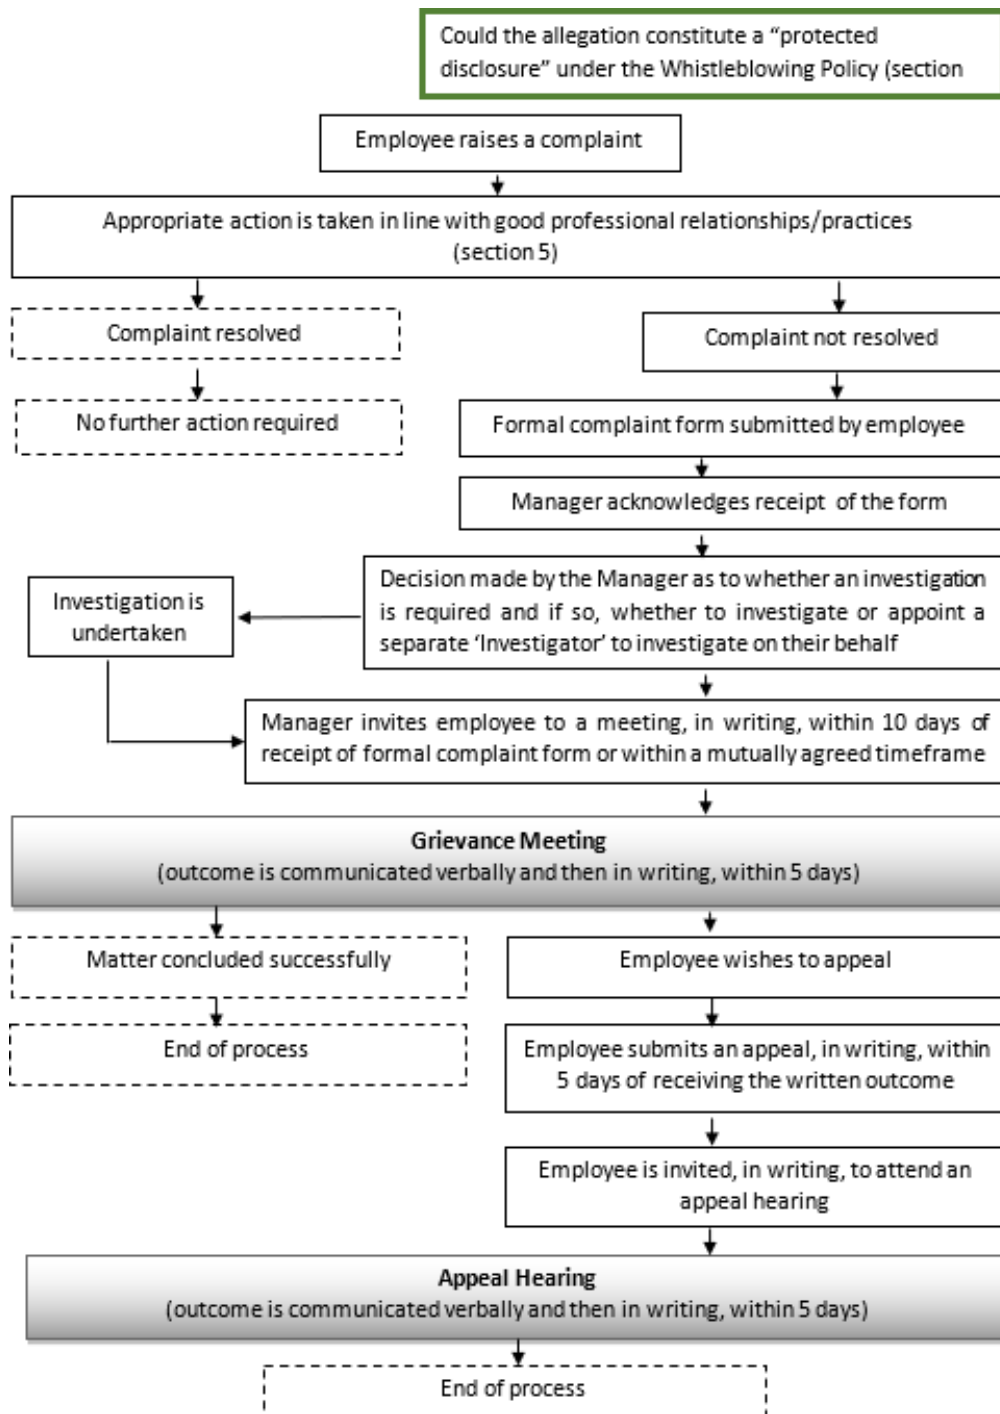 Could the allegation constitute a “protected
disclosure” under the Whistleblowing Policy (section
Employee raises a complaint
Appropriate action is taken in line with good professional relationships/practices
(section 5)
Complaint resolved
Complaint not resolved
No further action required
Formal complaint form submitted by employee
Manager acknowledges receipt of the form
Decision made by the Manager as to whether an investigation
is required and if so, whether to investigate or appoint a
separate ‘Investigator’ to investigate on their behalf
Investigation is
undertaken
Manager invites employee to a meeting, in writing, within 10 days of
receipt of formal complaint form or within a mutually agreed timeframe
Grievance Meeting
(outcome is communicated verbally and then in writing, within 5 days)
Matter concluded successfully
Employee wishes to appeal
End of process
Employee submits an appeal, in writing, within
5 days of receiving the written outcome
Employee is invited, in writing, to attend an
appeal hearing
Appeal Hearing
(outcome is communicated verbally and then in writing, within 5 days)
End of process